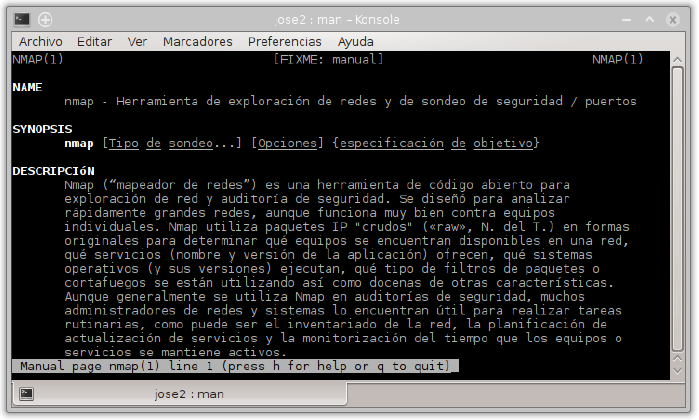 jose2 : man – Konsole
Archivo Editar Ver Marcadores Preferencias Ayuda
NMAP(1) [FIXME: manual] NMAP(1)
NAME
nmap - Herramienta de exploración de redes y de sondeo de seguridad / puertos
SYNOPSIS
nmap [Tipo de sondeo...] [Opciones] {especificación de objetivo}
DESCRIPCIóN
Nmap (“mapeador de redes”) es una herramienta de código abierto para
exploración de red y auditoría de seguridad. Se diseñó para analizar
rápidamente grandes redes, aunque funciona muy bien contra equipos
individuales. Nmap utiliza paquetes IP "crudos" («raw», N. del T.) en formas
originales para determinar qué equipos se encuentran disponibles en una red,
qué servicios (nombre y versión de la aplicación) ofrecen, qué sistemas
operativos (y sus versiones) ejecutan, qué tipo de filtros de paquetes o
cortafuegos se están utilizando así como docenas de otras características.
Aunque generalmente se utiliza Nmap en auditorías de seguridad, muchos
administradores de redes y sistemas lo encuentran útil para realizar tareas
rutinarias, como puede ser el inventariado de la red, la planificación de
actualización de servicios y la monitorización del tiempo que los equipos o
servicios se mantiene activos.
Manual page nmap(1) line 1 (press h for help or q to quit)
jose2 : man